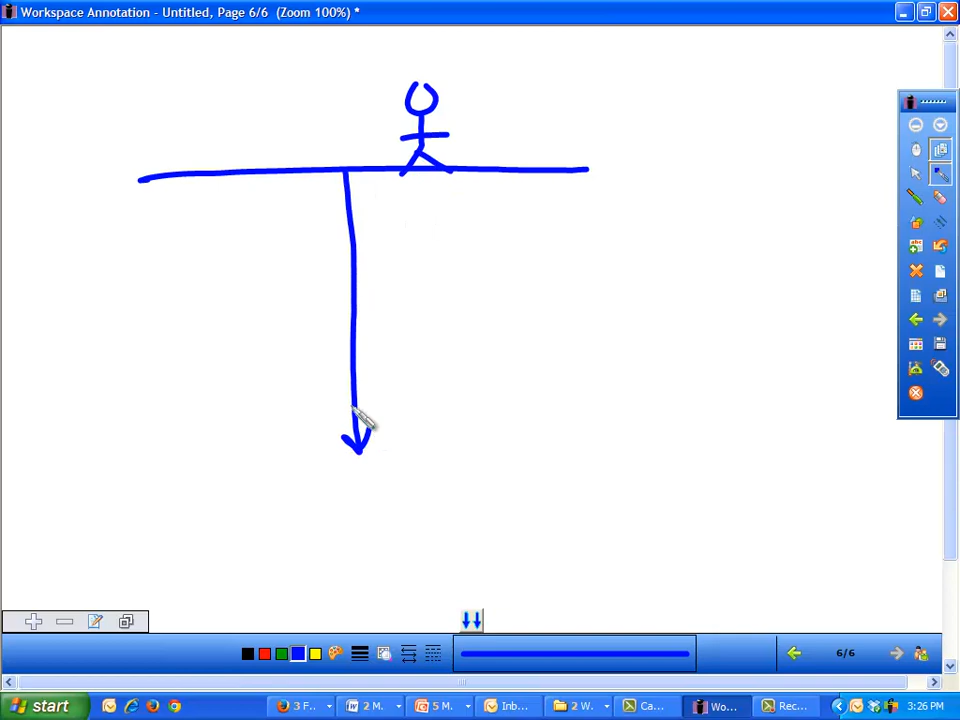 Workspace Annotation - Untitled, Page 6/6 (Zoom 100%) *
abc
6/6
start
3 F..
2 M.
5 M.
Inb...
2 W.
Ca...
Wo...
Rec...
3:26 PM